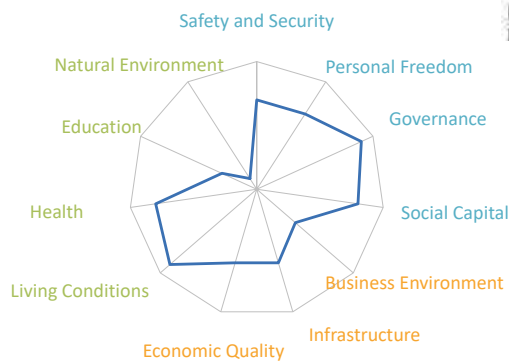 Safety and Security
Natural Environment
Personal Freedom
Education
Governance
Health
Social Capital
Living Conditions
Business Environment
Infrastructure
Economic Quality